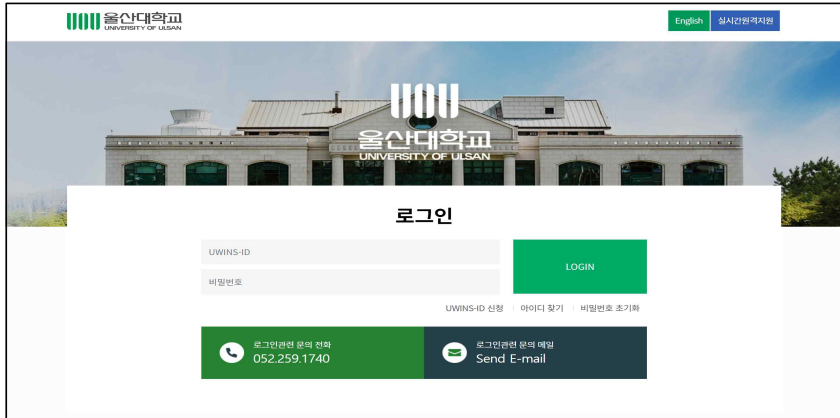 울산대학교
UNIVERSITY OF ULSAN
English
실시간원격지원
울산대학교
UNIVERSITY OF ULSAN
로그인
UWINS-ID
비밀번호
LOGIN
UWINS-ID 신청 아이디 찾기 비밀번호 초기화
로그인관련 문의 전화
052.259.1740
로그인관련 문의 메일
Send E-mail